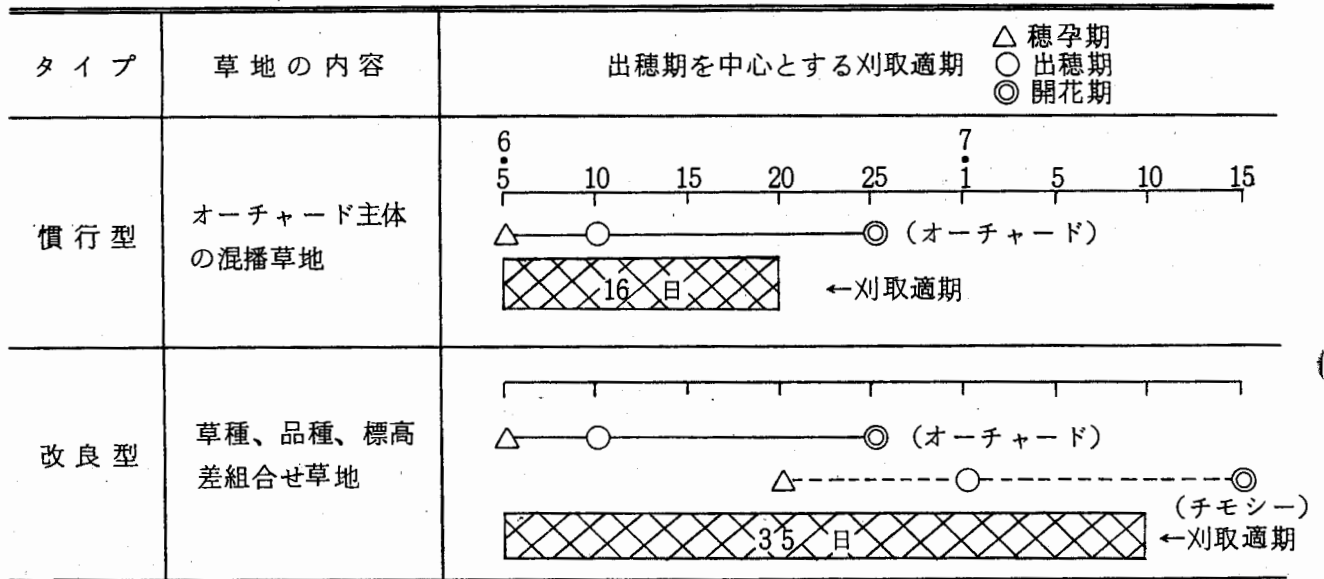 タイプ
草地の内容
出穂期を中心とする刈取適期
△ 穂孕期
○ 出穂期
◎ 開花期
慣行型
オーチャード主体
の混播草地
6
・
7
・
5 10 15 20 25 1 5 10 15
(オーチャード)
16日
←刈取適期
改良型
草種、品種、標高
差組合せ草地
(オーチャード)
(チモシー)
35日
←刈取適期